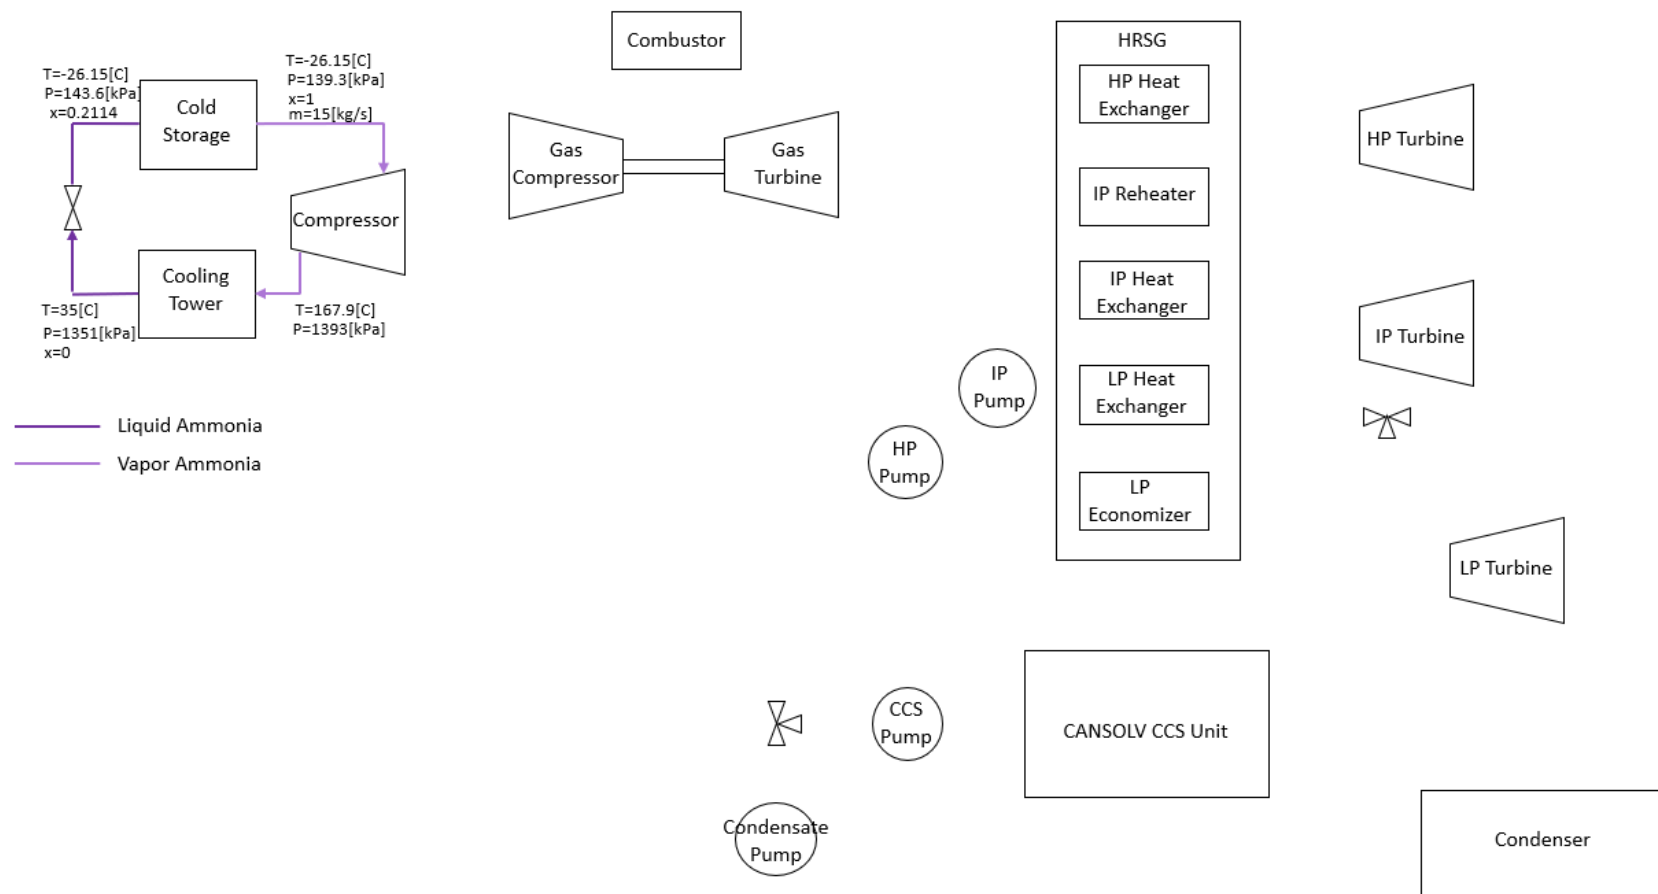 Combustor
HRSG
HP Heat
Exchanger
IP Reheater
IP Heat
Exchanger
LP Heat
Exchanger
LP
Economizer
T=-26.15[C]
P=143.6[kPa]
x=0.2114
Cold
Storage
T=-26.15[C]
P=139.3[kPa]
x=1
m=15[kg/s]
Compressor
Cooling
Tower
T=35[C]
P=1351[kPa]
x=0
T=167.9[C]
P=1393[kPa]
Gas
Compressor
Gas
Turbine
HP Turbine
IP Turbine
LP Turbine
IP
Pump
HP
Pump
Liquid Ammonia
Vapor Ammonia
CCS
Pump
CANSOLV CCS Unit
Condensate
Pump
Condenser